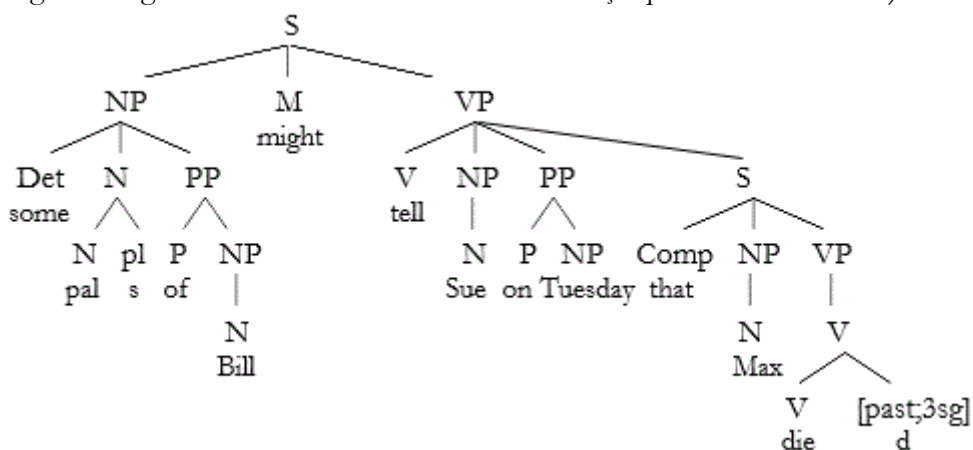 S
NP M VP
might
Det N PP V NP PP S
some tell
N pl P NP N P NP Comp NP VP
pal s of Sue on Tuesday that
N N V
Bill Max
V [past;3sg]
die d